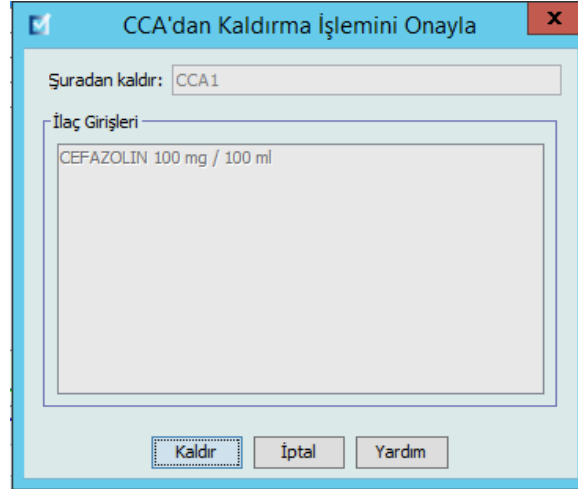 CCA'dan Kaldırma İşlemini Onayla
x
Şuradan kaldır: CCA1
İlaç Girişleri
CEFAZOLIN 100 mg / 100 ml
Kaldır İptal Yardım